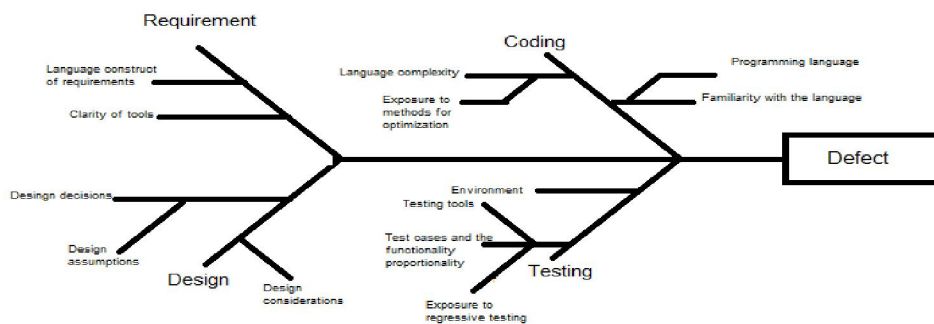 Requirement
Language construct
of requirements
Clarity of tools
Coding
Language complexity
Exposure to
methods for
optimization
Programming language
Familiarity with the language
Defect
Desingn decisions
Design
assumptions
Design
Design
considerations
Environment
Testing tools
Test cases and the
functionality
proportionality
Testing
Exposure to
regressive testing